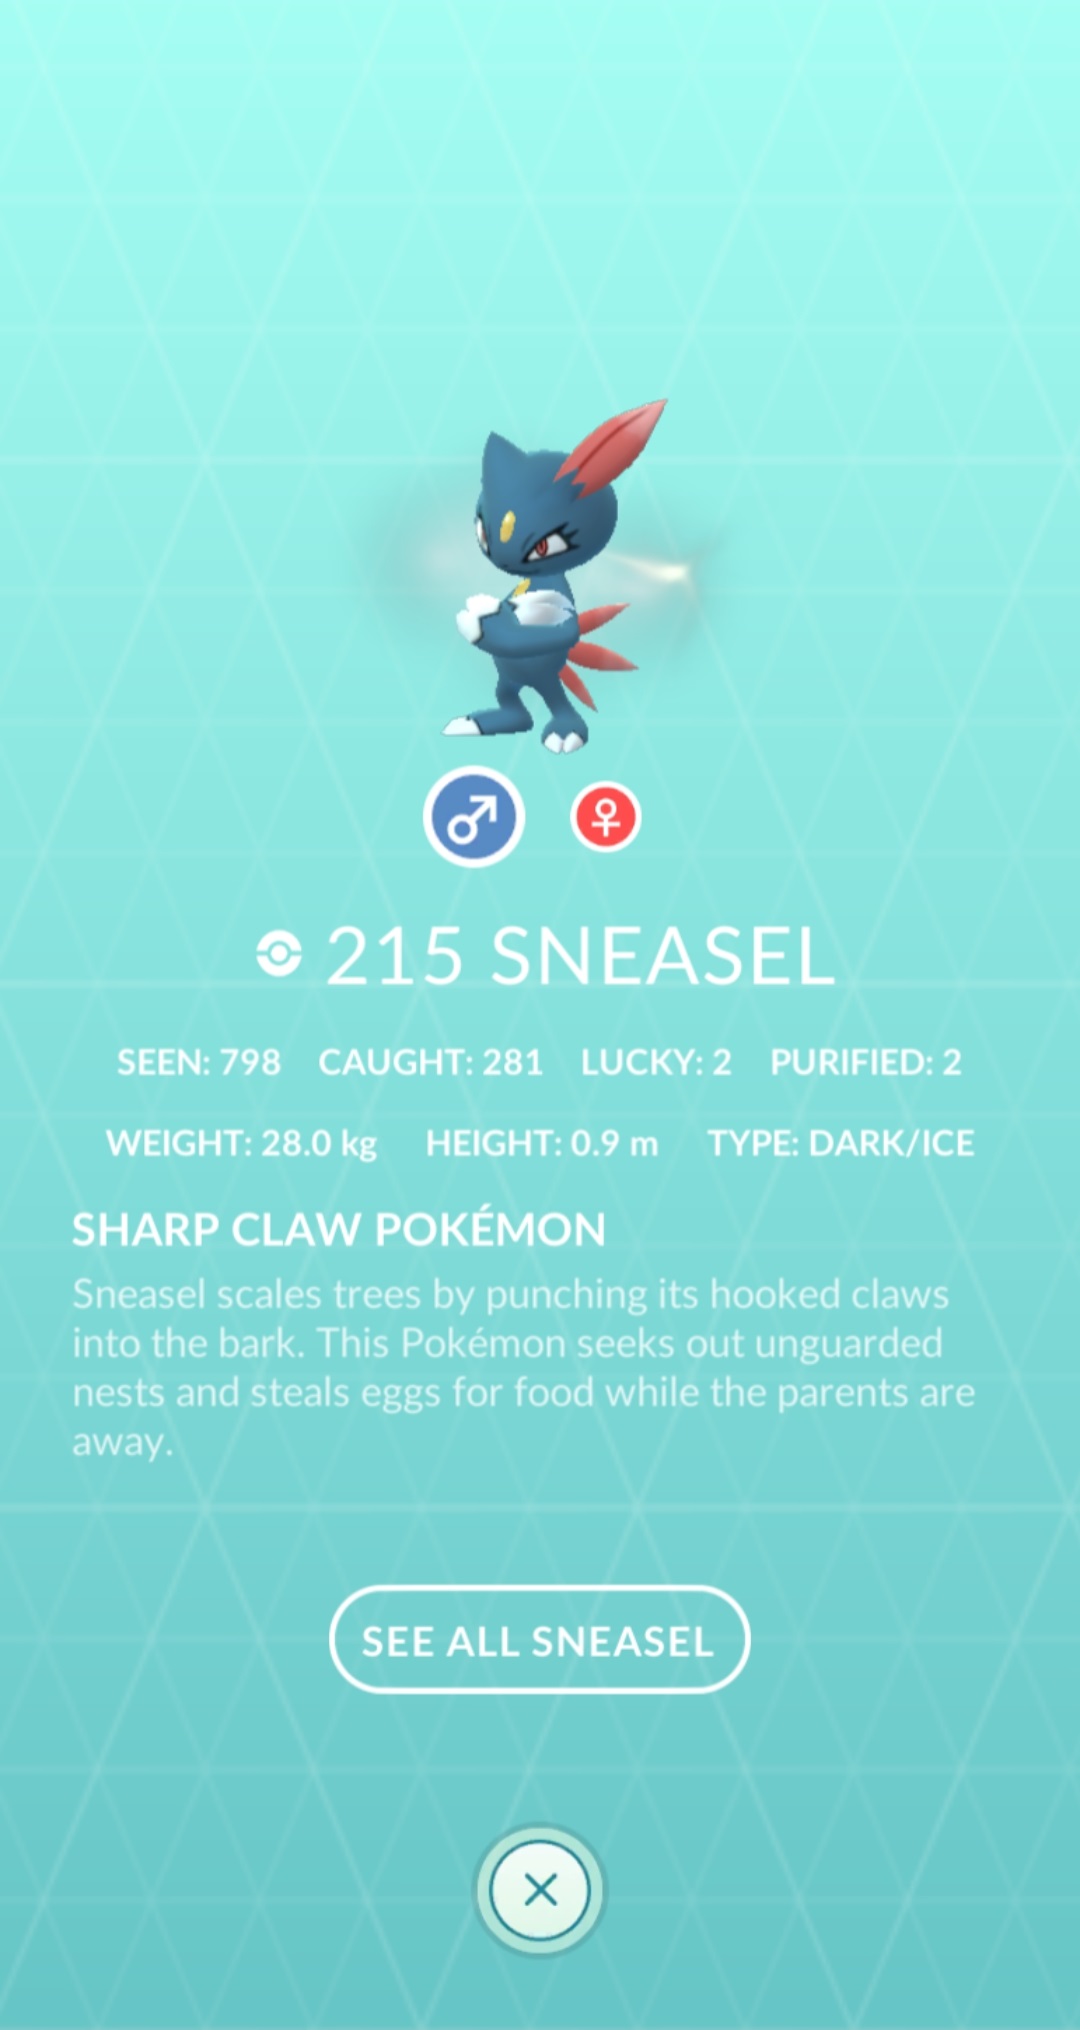 215 SNEASEL
SEEN: 798 CAUGHT: 281 LUCKY: 2 PURIFIED: 2
WEIGHT: 28.0 kg HEIGHT: 0.9 m TYPE: DARK/ICE
SHARP CLAW POKÉMON
Sneasel scales trees by punching its hooked claws
into the bark. This Pokémon seeks out unguarded
nests and steals eggs for food while the parents are
away.
SEE ALL SNEASEL